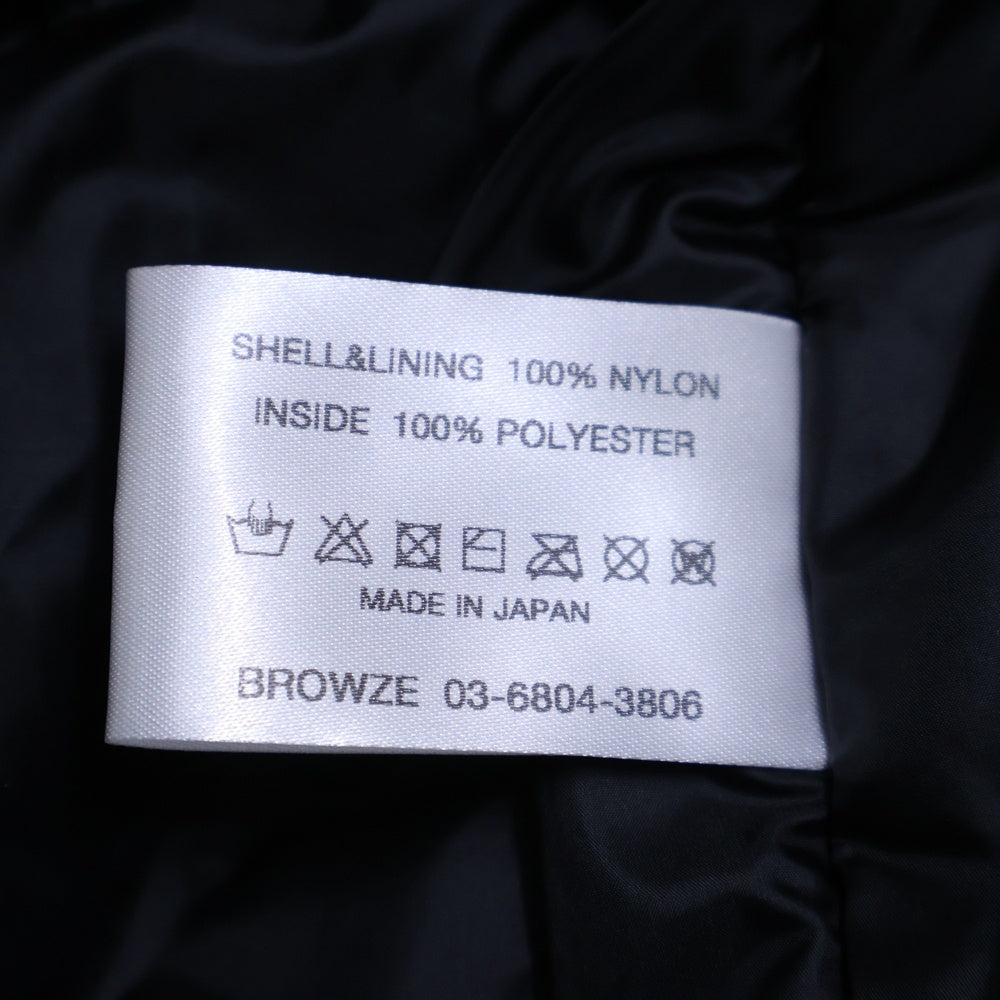 SHELL&LINING 100% NYLON
INSIDE 100% POLYESTER
MADE IN JAPAN
BROWZE 03-6804-3806